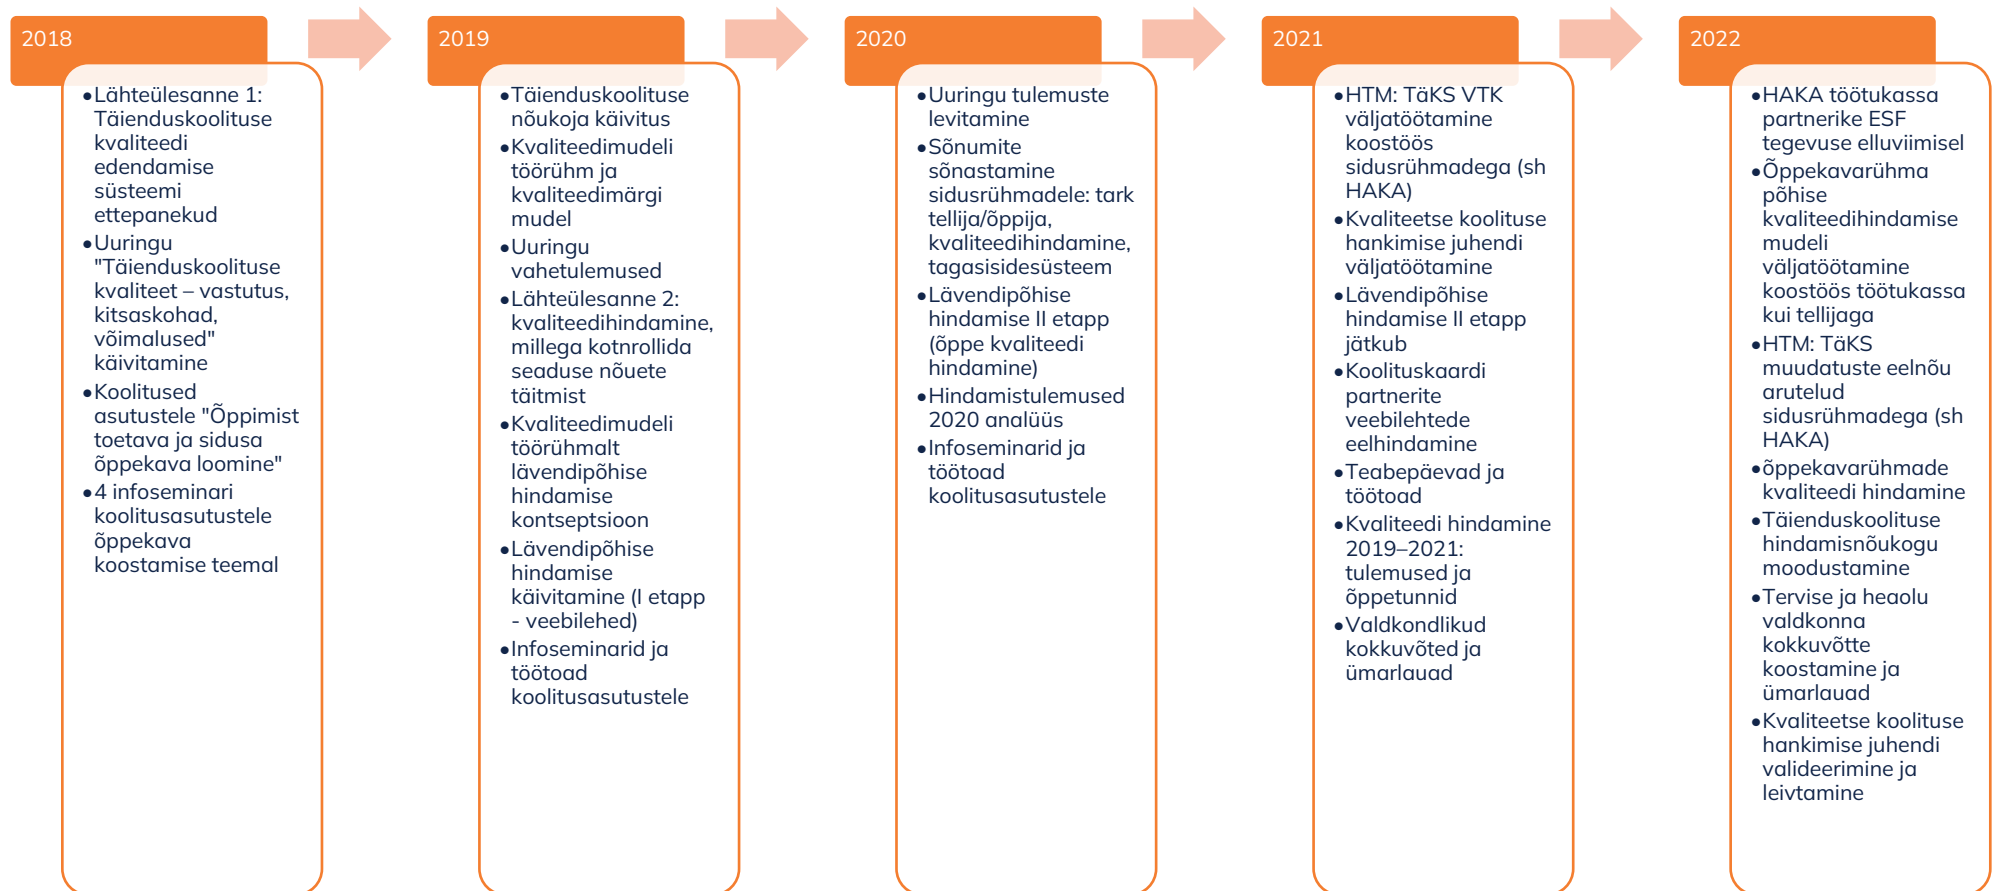 2018
•Lähteülesanne 1:
Täienduskoolituse
kvaliteedi
edendamise
süsteemi
ettepanekud
•Uuringu
"Täienduskoolituse
kvaliteet – vastutus,
kitsaskohad,
võimalused"
käivitamine
•Koolitused
asutustele "Õppimist
toetava ja sidusa
õppekava loomine"
•4 infoseminari
koolitusasutustele
õppekava
koostamise teemal
2019
•Täienduskoolituse
nõukoja käivitus
•Kvaliteedimudeli
töörühm ja
kvaliteedimärgi
mudel
•Uuringu
vahetulemused
•Lähteülesanne 2:
kvaliteedihindamine,
millega kotnrollida
seaduse nõuete
täitmist
•Kvaliteedimudeli
töörühmalt
lävendipõhise
hindamise
kontseptsioon
•Lävendipõhise
hindamise
käivitamine (I etapp
- veebilehed)
•Infoseminarid ja
töötoad
koolitusasutustele
2020
•Uuringu tulemuste
levitamine
•Sõnumite
sõnastamine
sidusrühmadele: tark
tellija/õppija,
kvaliteedihindamine,
tagasisidesüsteem
•Lävendipõhise
hindamise II etapp
(õppe kvaliteedi
hindamine)
•Hindamistulemused
2020 analüüs
•Infoseminarid ja
töötoad
koolitusasutustele
2021
•HTM: TäKS VTK
väljatöötamine
koostöös
sidusrühmadega (sh
HAKA)
•Kvaliteetse koolituse
hankimise juhendi
väljatöötamine
•Lävendipõhise
hindamise II etapp
jätkub
•Koolituskaardi
partnerite
veebilehtede
eelhindamine
•Teabepäevad ja
töötoad
•Kvaliteedi hindamine
2019–2021:
tulemused ja
õppetunnid
•Valdkondlikud
kokkuvõted ja
ümarlauad
2022
•HAKA töötukassa
partnerike ESF
tegevuse elluviimisel
•Õppekavarühma
põhise
kvaliteedihindamise
mudeli
väljatöötamine
koostöös töötukassa
kui tellijaga
•HTM: TäKS
muudatuste eelnõu
arutelud
sidusrühmadega (sh
HAKA)
•õppekavarühmade
kvaliteedi hindamine
•Täienduskoolituse
hindamisnõukogu
moodustamine
•Tervise ja heaolu
valdkonna
kokkuvõtte
koostamine ja
ümarlauad
•Kvaliteetse koolituse
hankimise juhendi
valideerimine ja
leivtamine